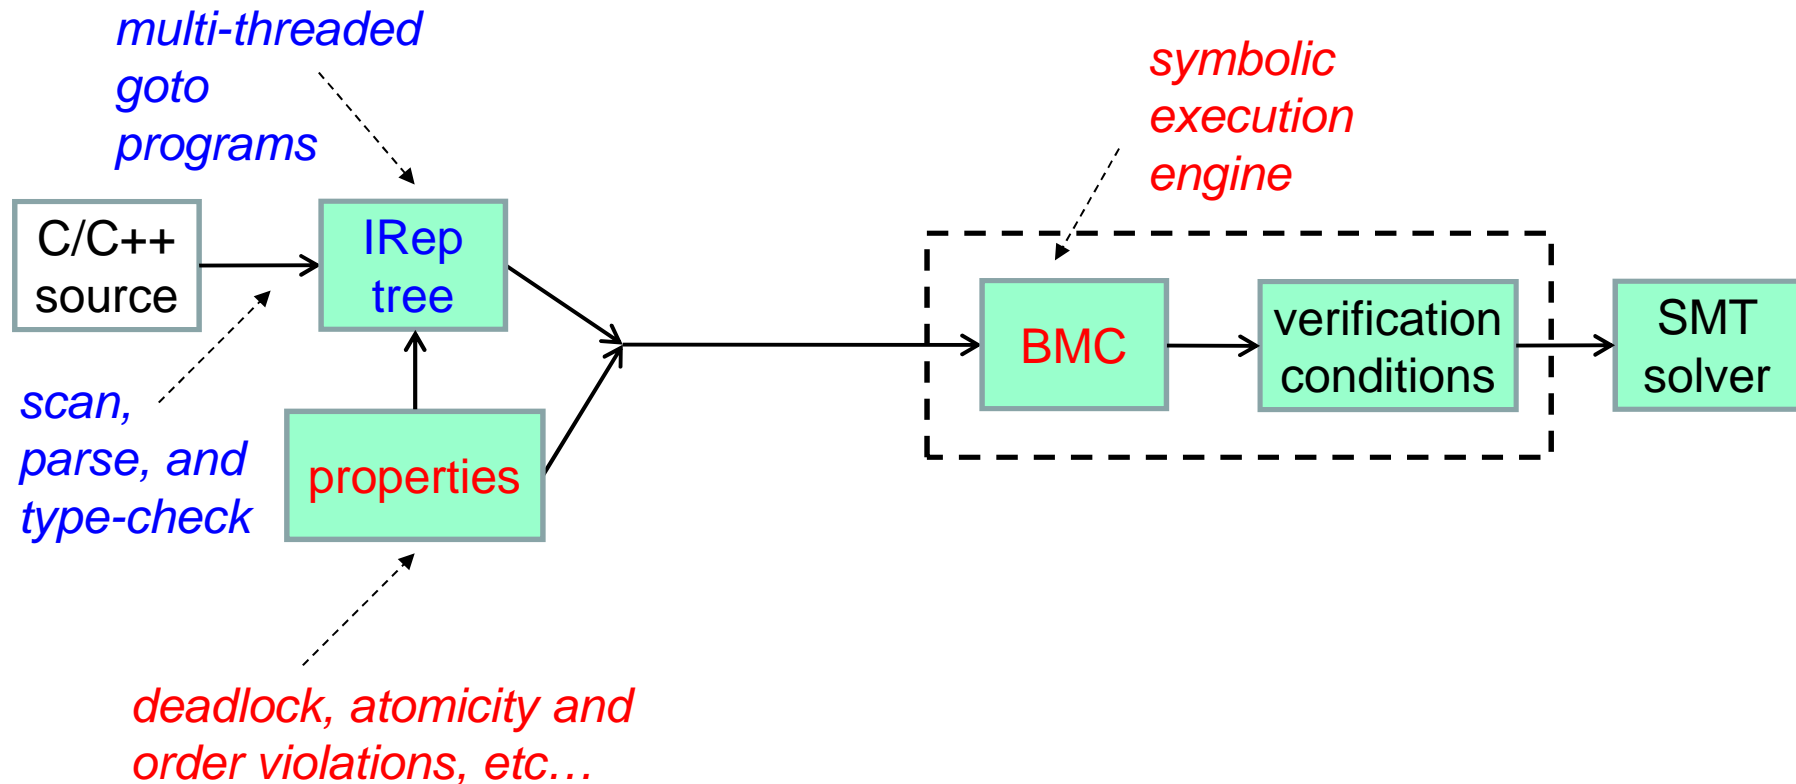 multi-threaded
goto
programs
symbolic
execution
engine
C/C++
source
IRep
tree
BMC
verification
conditions
SMT
solver
scan,
parse, and
type-check
properties
deadlock, atomicity and
order violations, etc…